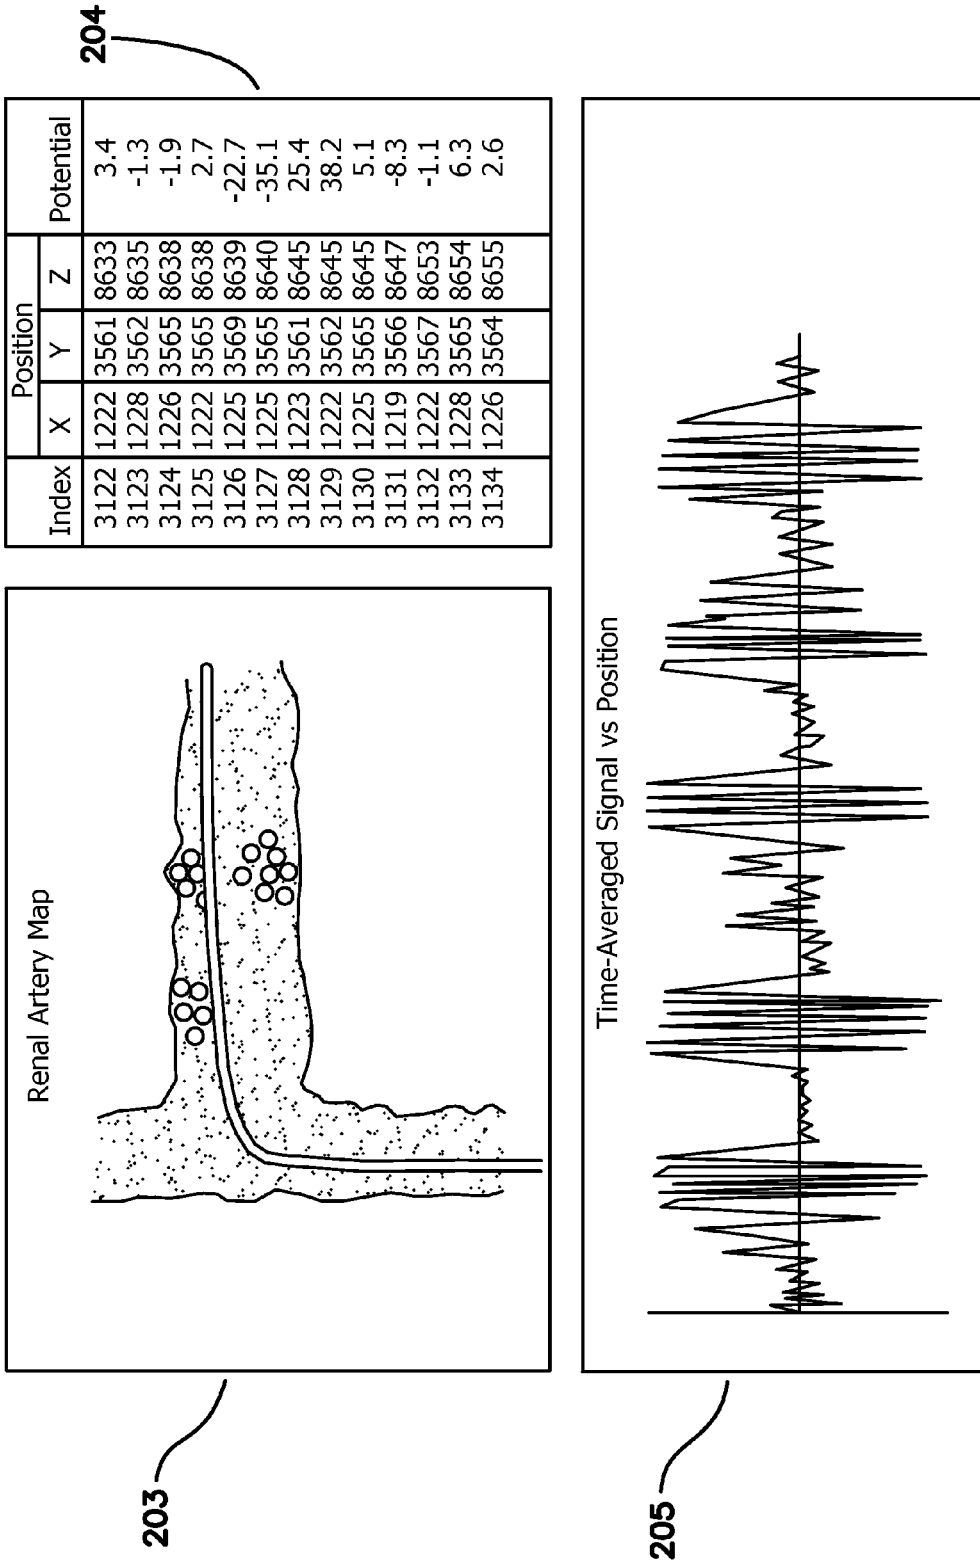 203
Renal Artery Map
204
Position
Index X Y Z Potential
3122 1222 3561 8633 3.4
3123 1228 3562 8635 -1.3
3124 1226 3565 8638 -1.9
3125 1222 3565 8638 2.7
3126 1225 3569 8639 -22.7
3127 1225 3565 8640 -35.1
3128 1223 3561 8645 25.4
3129 1222 3562 8645 38.2
3130 1225 3565 8645 5.1
3131 1219 3566 8647 -8.3
3132 1222 3567 8653 -1.1
3133 1228 3565 8654 6.3
3134 1226 3564 8655 2.6
205
Time-Averaged Signal vs Position